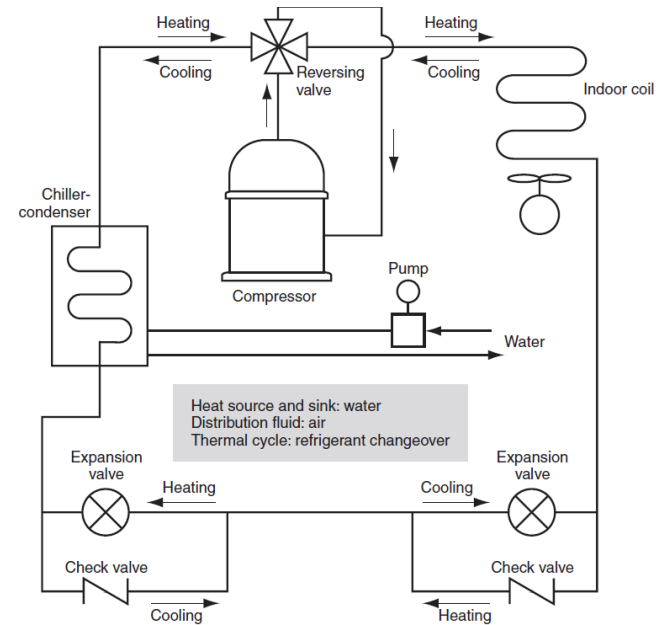 Heating
Heating
Cooling
Reversing
valve
Cooling
Indoor coil
Chiller-
condenser
Compressor
Pump
Water
Heat source and sink: water
Distribution fluid: air
Thermal cycle: refrigerant changeover
Expansion
valve
Heating
Cooling
Expansion
valve
Check valve
Check valve
Cooling
Heating